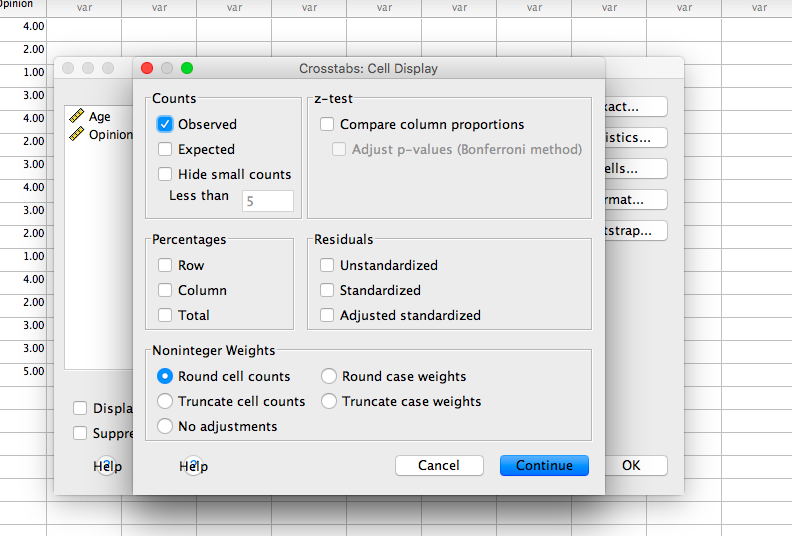 Opinion var var var var var var var var var var
4.00
2.00
1.00
3.00
4.00
2.00
3.00
4.00
3.00
2.00
1.00
4.00
2.00
3.00
3.00
5.00
Age
Opinion
Displa
Suppre
Help
xact...
istics...
ells...
rmat...
tstrap...
OK
Crosstabs: Cell Display
Counts
Observed
Expected
Hide small counts
Less than 5
z-test
Compare column proportions
Adjust p-values (Bonferroni method)
Percentages
Row
Column
Total
Residuals
Unstandardized
Standardized
Adjusted standardized
Noninteger Weights
Round cell counts Round case weights
Truncate cell counts Truncate case weights
No adjustments
Help Cancel Continue